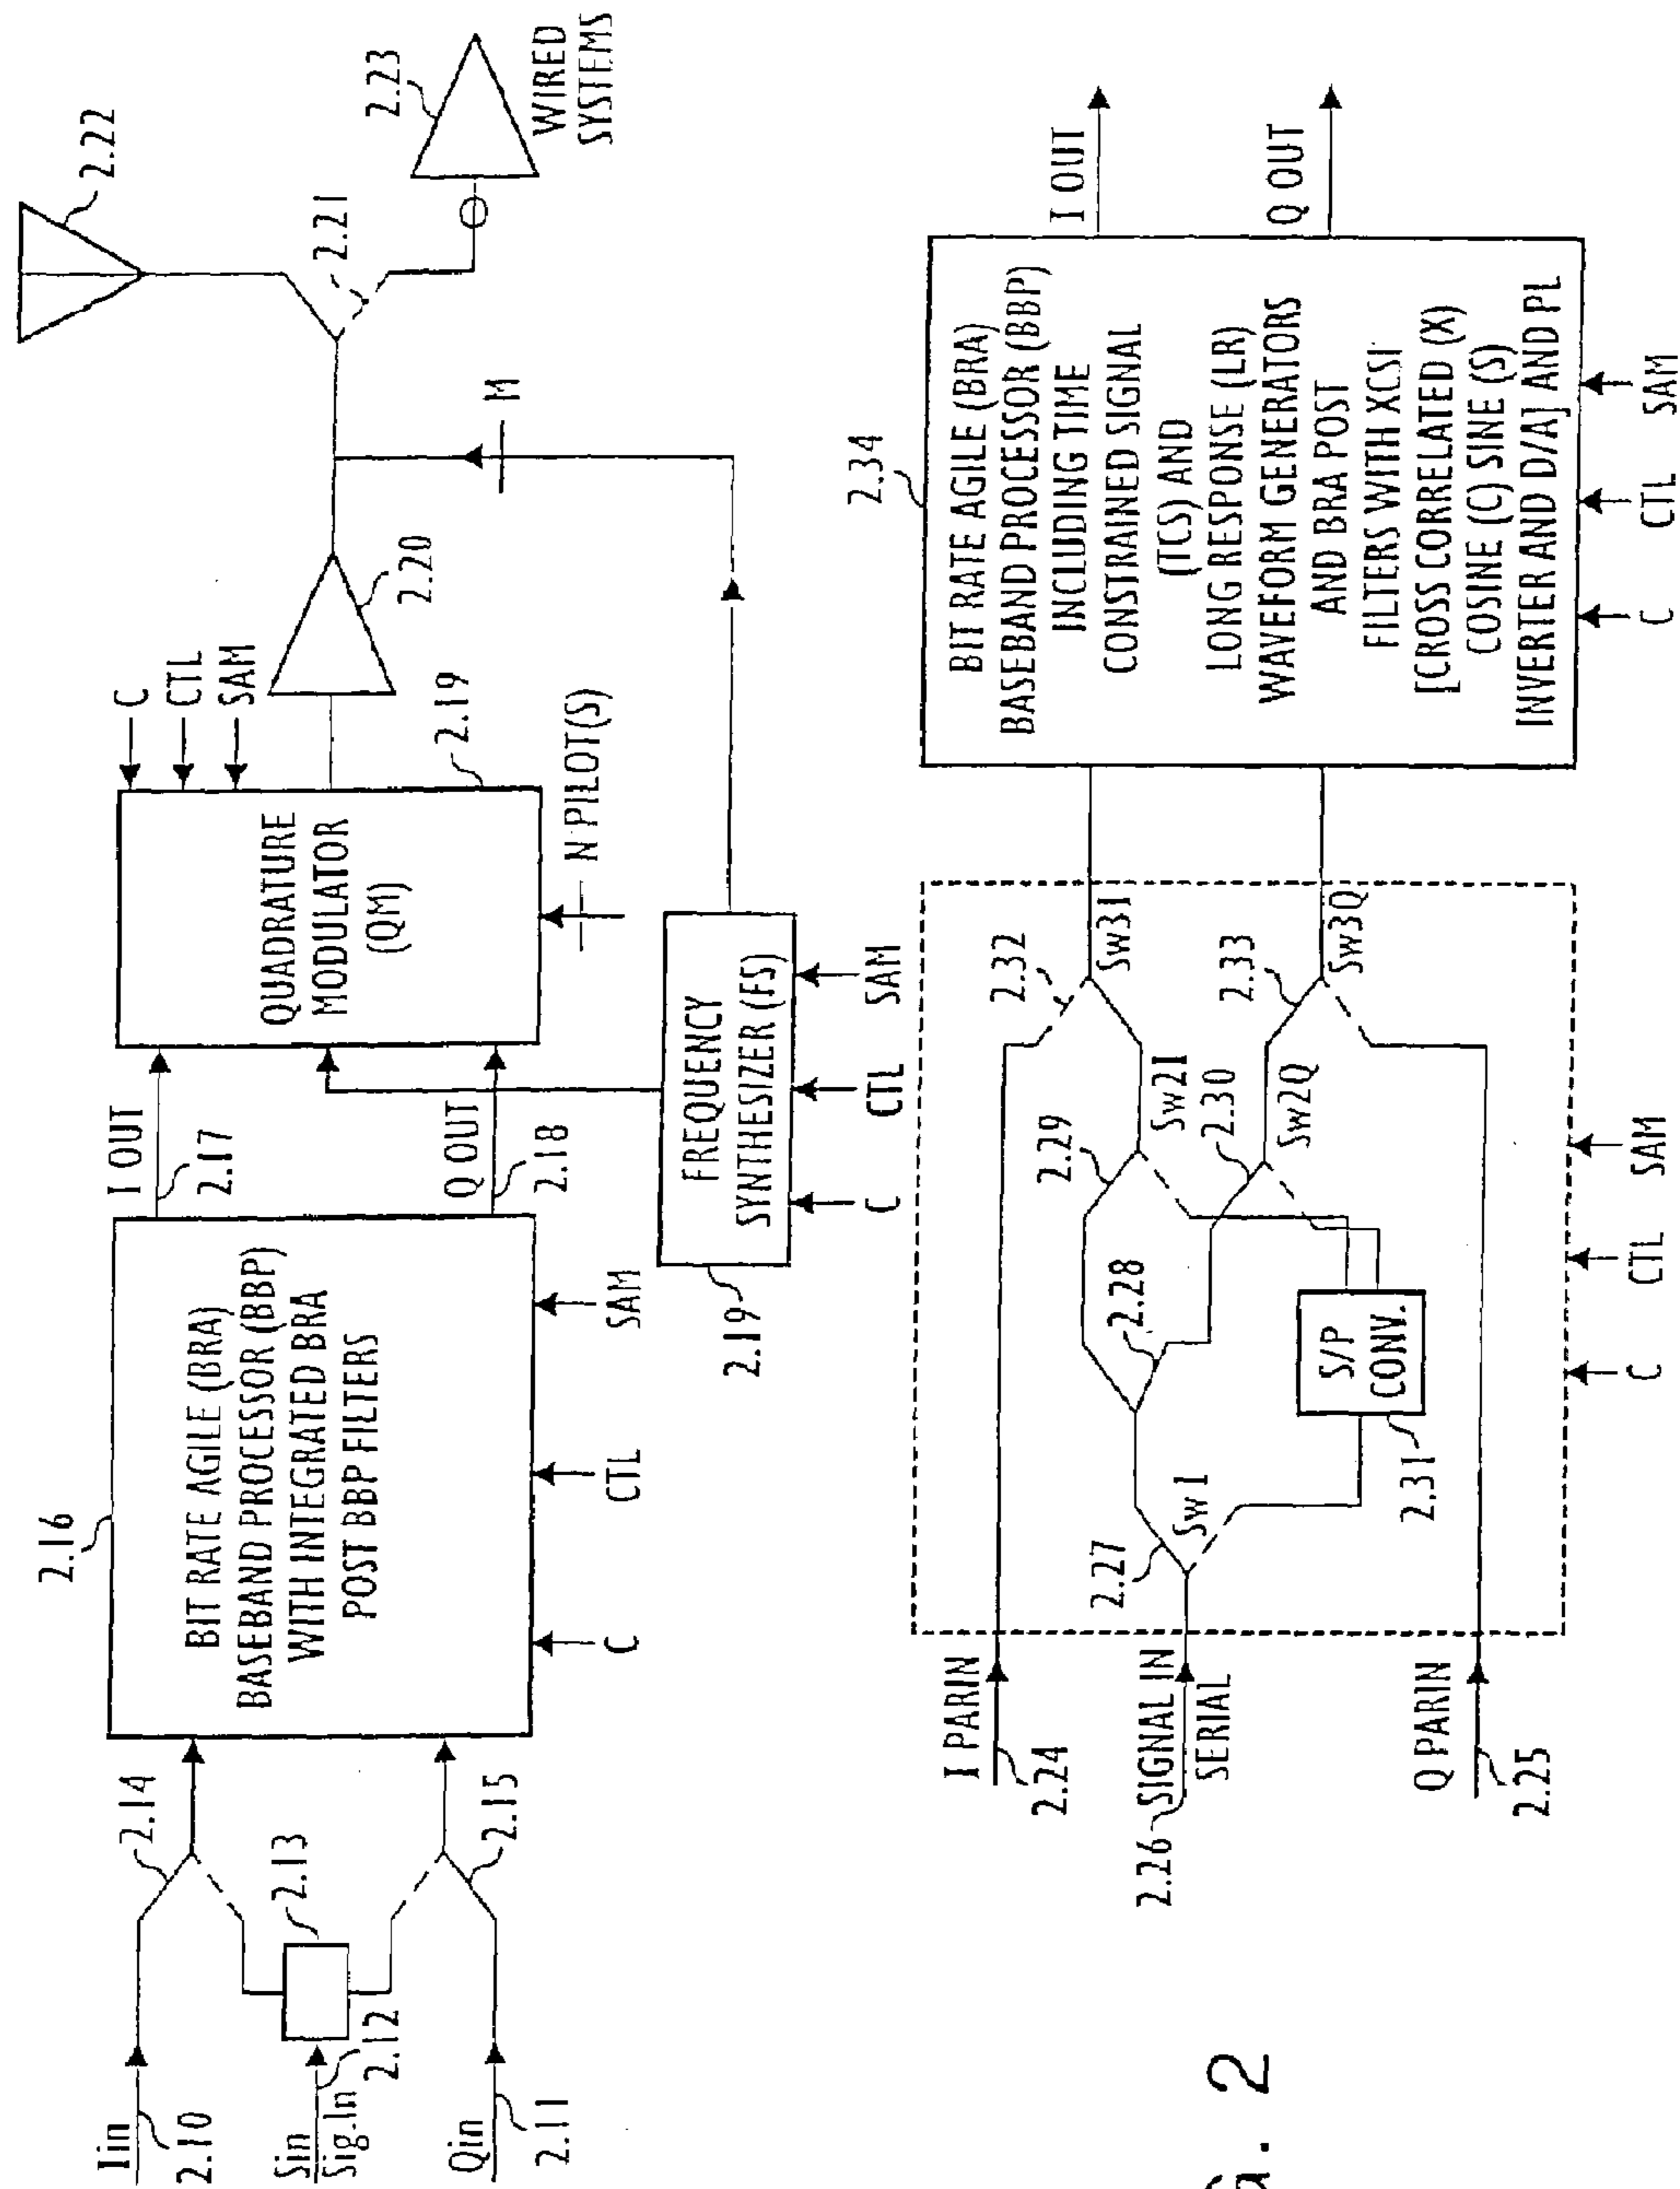 Iin
2.10
Sin
Sig.In
2.12
Qin
2.11
2.13
2.14
2.15
2.16
BIT RATE AGILE (BRA)
BASEBAND PROCESSOR (BBP)
WITH INTEGRATED BRA
POST BBP FILTERS
C
CTL
SAM
I OUT
2.17
Q OUT
2.18
QUADRATURE
MODULATOR
(QM)
C
CTL
SAM
2.19
N PILOT(S)
FREQUENCY
SYNTHESIZER (FS)
2.19
C
CTL
SAM
2.20
M
2.21
2.22
2.23
WIRED
SYSTEMS
I PARIN
2.24
2.26
SIGNAL IN
SERIAL
Q PARIN
2.25
2.27
Sw1
2.28
2.29
Sw2I
2.30
Sw2Q
S/P
CONV.
2.31
2.32
Sw3I
2.33
Sw3Q
C
CTL
SAM
2.34
BIT RATE AGILE (BRA)
BASEBAND PROCESSOR (BBP)
INCLUDING TIME
CONSTRAINED SIGNAL
(TCS) AND
LONG RESPONSE (LR)
WAVEFORM GENERATORS
AND BRA POST
FILTERS WITH XCSI
[CROSS CORRELATED (X)
COSINE (C) SINE (S)
INVERTER AND D/A] AND PL
C
CTL
SAM
I OUT
Q OUT
2